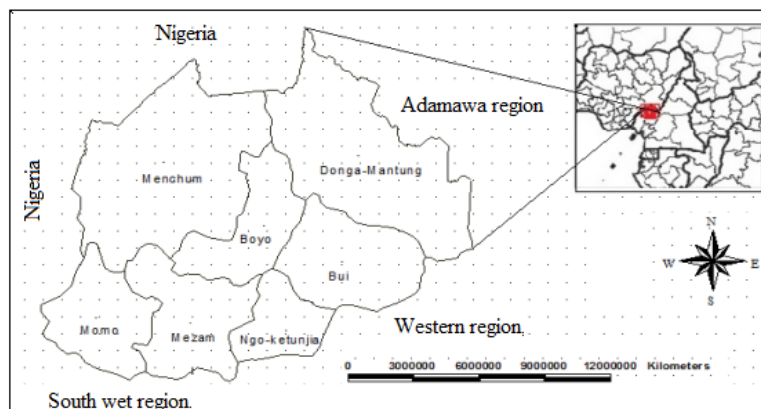 Nigeria
Adamawa region
Nigeria
Menchum
Donga-Mantung
Boyo
Bui
N
W E
S
Momo
Mezam
Ngo-ketunjia
Western region.
0 3000000 6000000 9000000 12000000 Kilometers
South wet region.